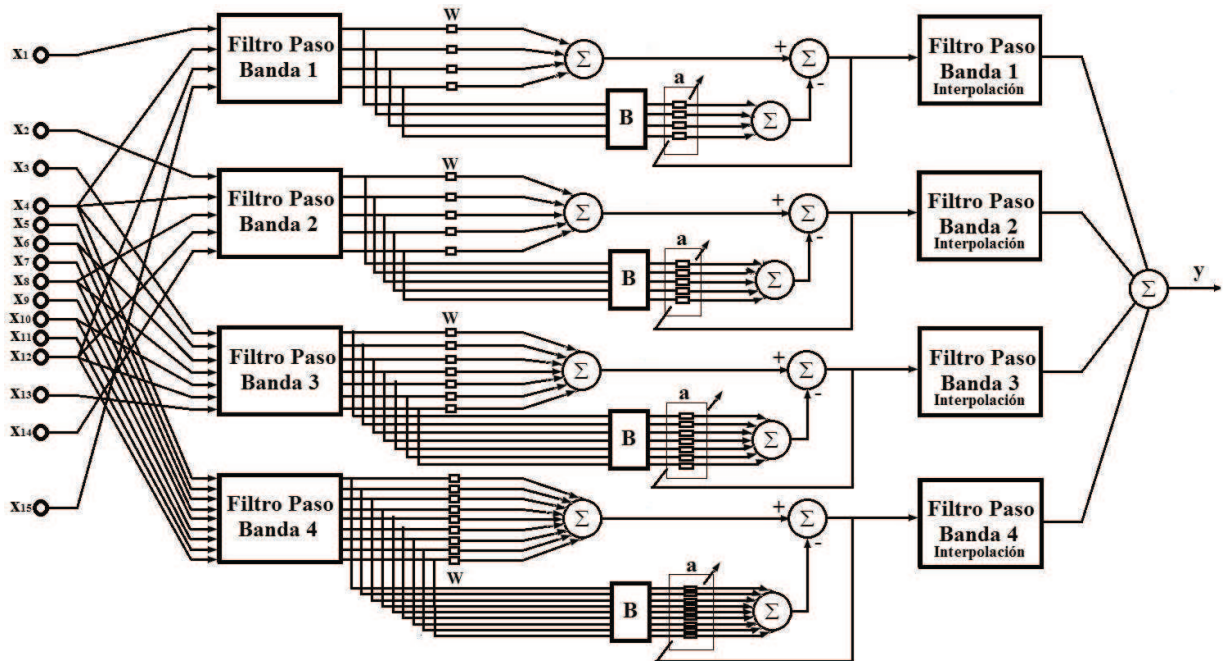 X1
X2
X3
X4
X5
X6
X7
X8
X9
X10
X11
X12
X13
X14
X15
Filtro Paso
Banda 1
W
Σ
B
a
Σ
+
Σ
-
Filtro Paso
Banda 1
Interpolación
Filtro Paso
Banda 2
W
Σ
B
a
Σ
+
Σ
-
Filtro Paso
Banda 2
Interpolación
Filtro Paso
Banda 3
W
Σ
B
a
Σ
+
Σ
-
Filtro Paso
Banda 3
Interpolación
Filtro Paso
Banda 4
W
Σ
B
a
Σ
+
Σ
-
Filtro Paso
Banda 4
Interpolación
Σ
y